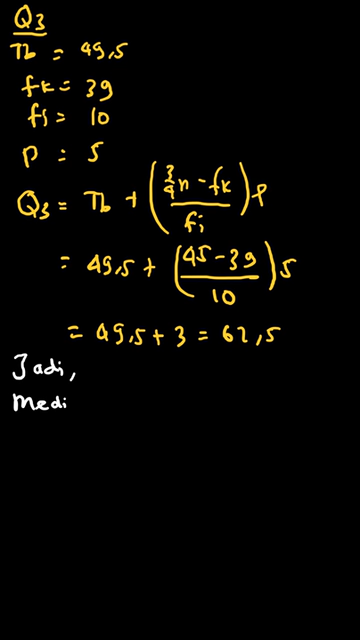 Q3
Tb = 49,5
fk = 39
fi = 10
p = 5
Q3 = Tb + (3/4n - fk / fi) p
= 49,5 + (45 - 39 / 10) 5
= 49,5 + 3 = 62,5
Jadi,
Medi